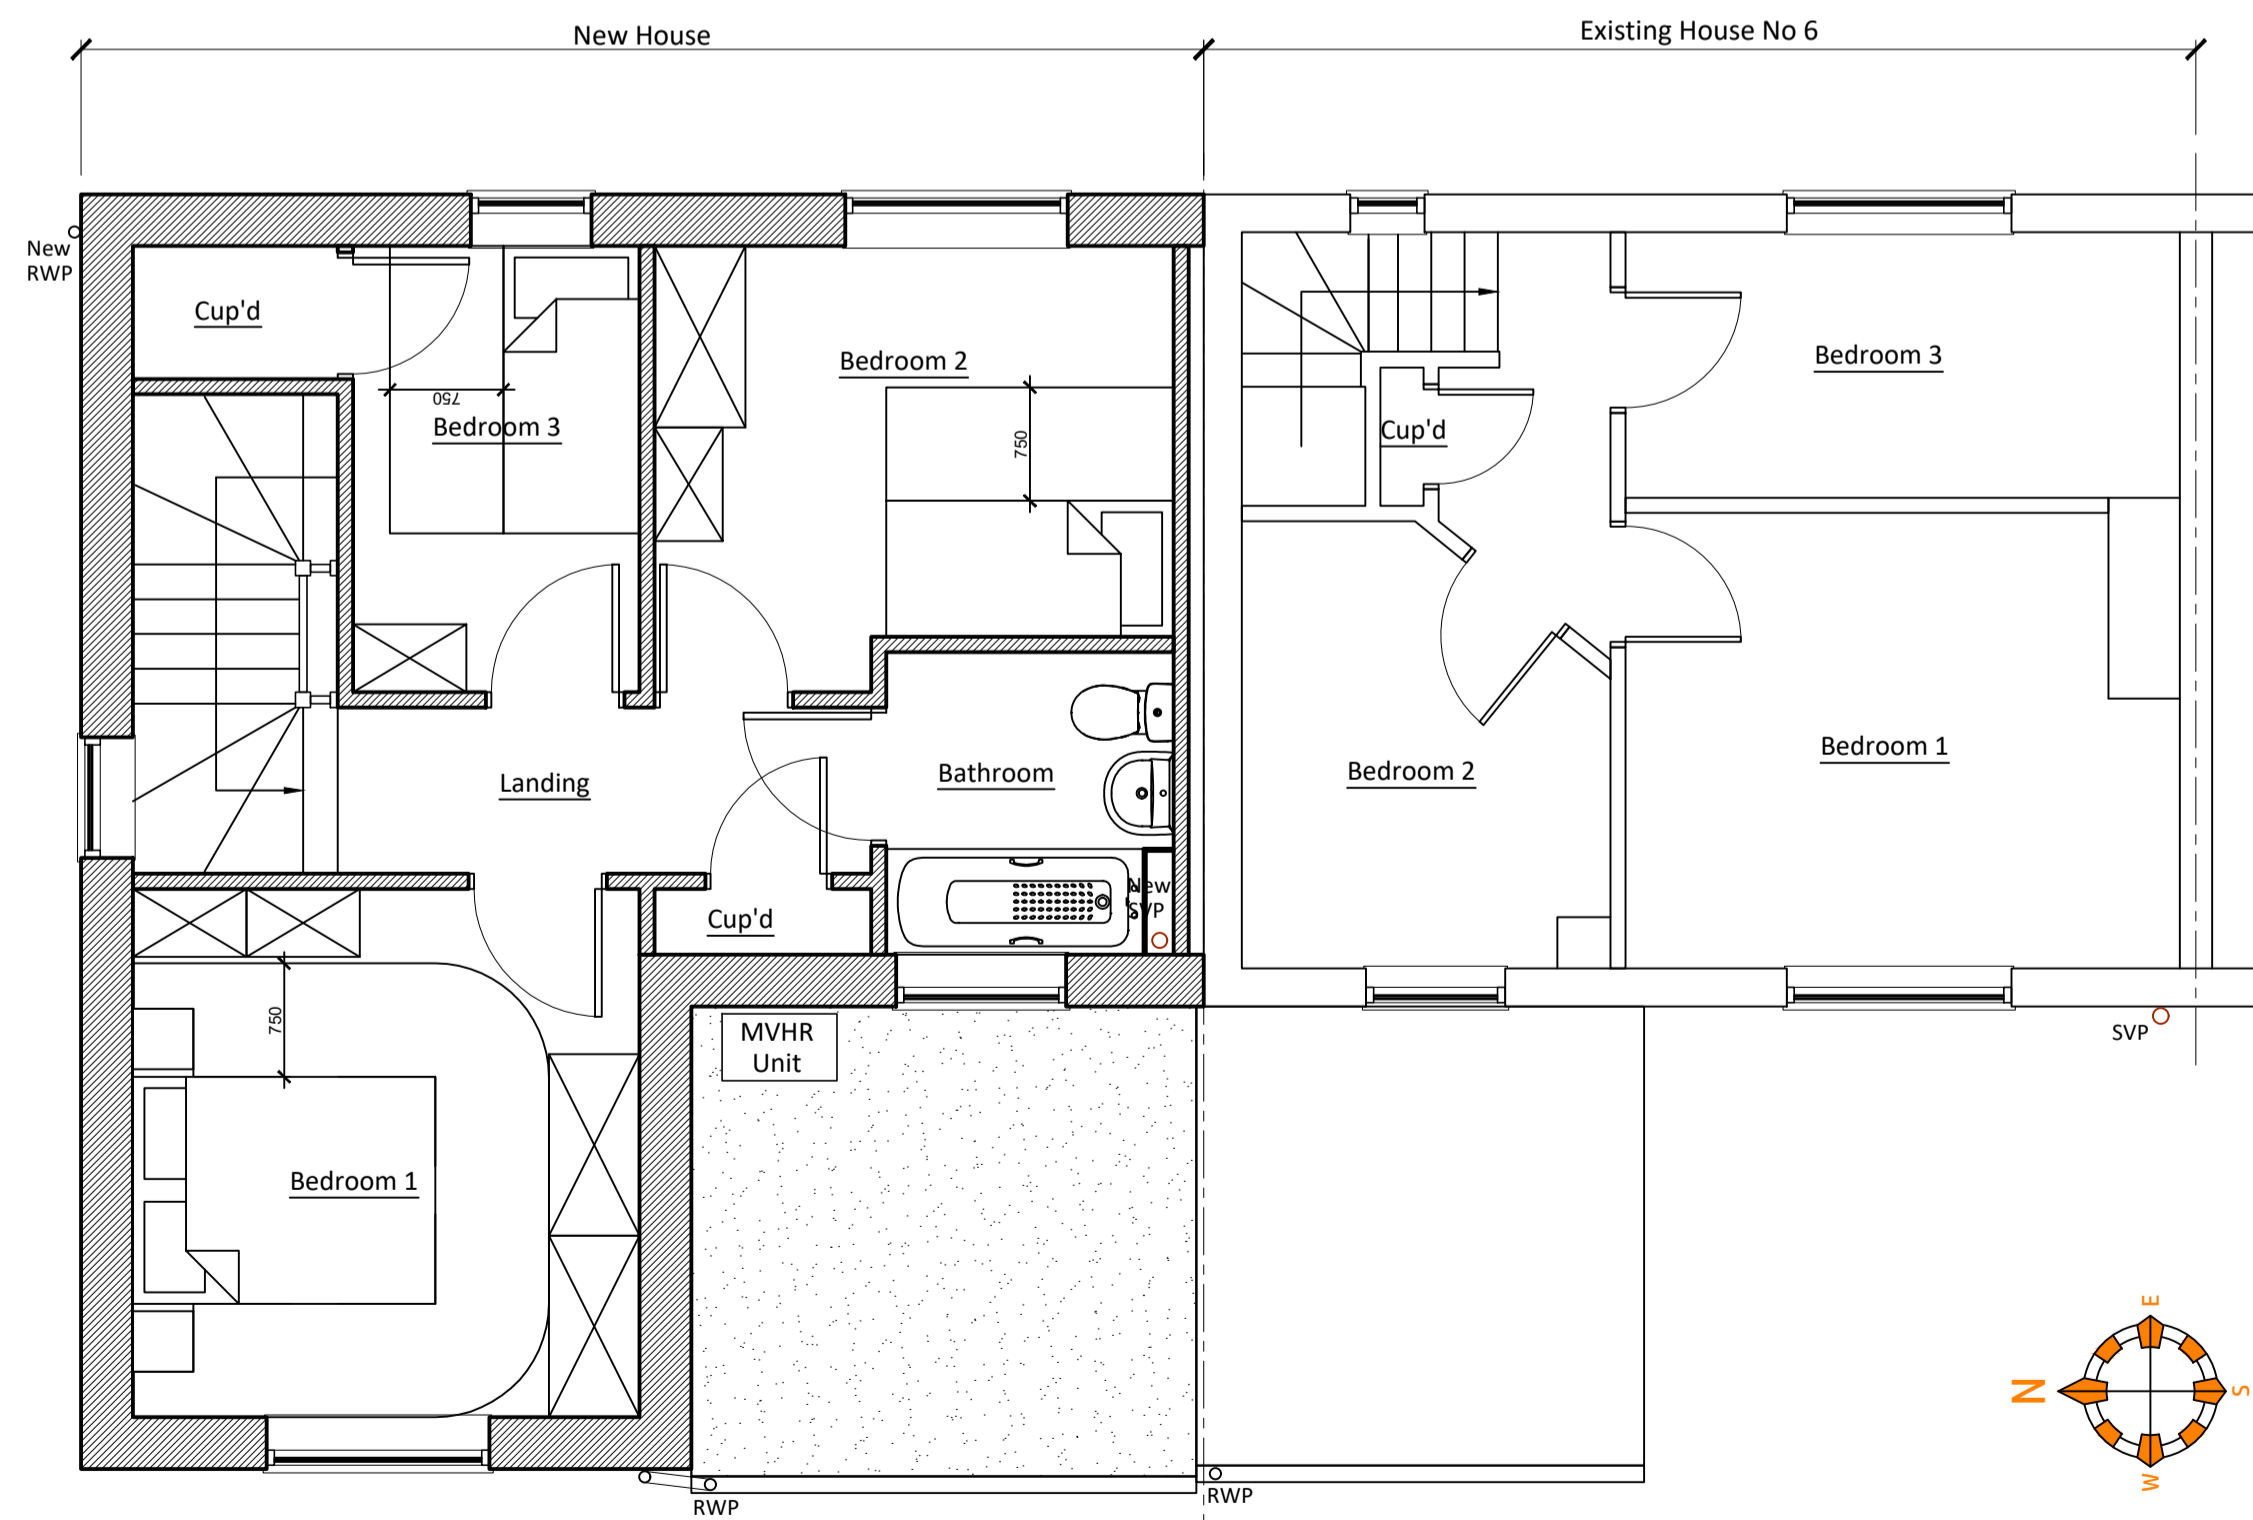 New House
Existing House No 6
New
RWP
Cup'd
Bedroom 2
Bedroom 3
750
Bedroom 3
750
Cup'd
Landing
Bathroom
Bedroom 2
Bedroom 1
New
SVP
Cup'd
750
MVHR
Unit
SVP
Bedroom 1
E
N
S
W
RWP
RWP